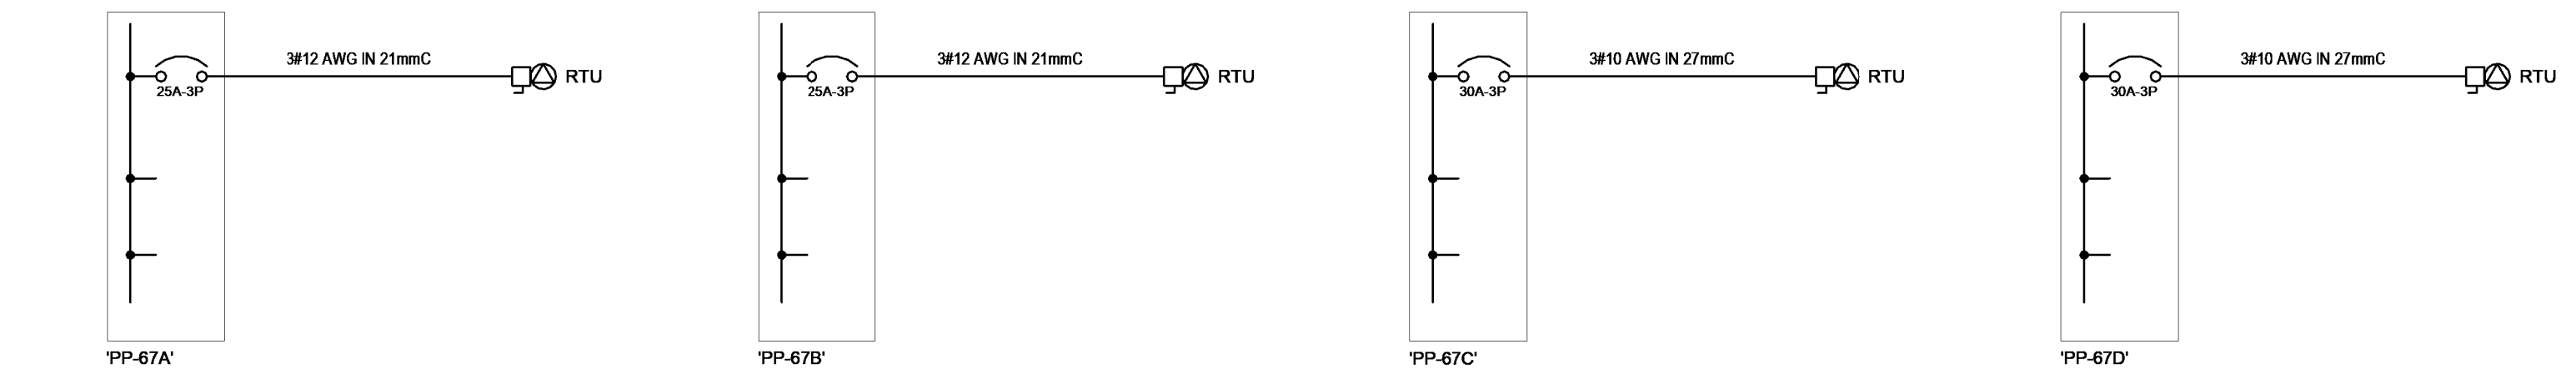 3#12 AWG IN 21mmC
RTU
25A-3P
'PP-67A'
3#12 AWG IN 21mmC
RTU
25A-3P
'PP-67B'
3#10 AWG IN 27mmC
RTU
30A-3P
'PP-67C'
3#10 AWG IN 27mmC
RTU
30A-3P
'PP-67D'